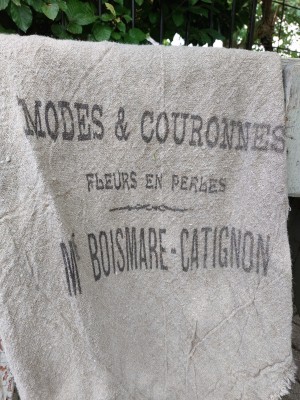 MODES & COURONNES
FLEURS EN PERLES
Mᵉ BOISMARE-CATIGNON